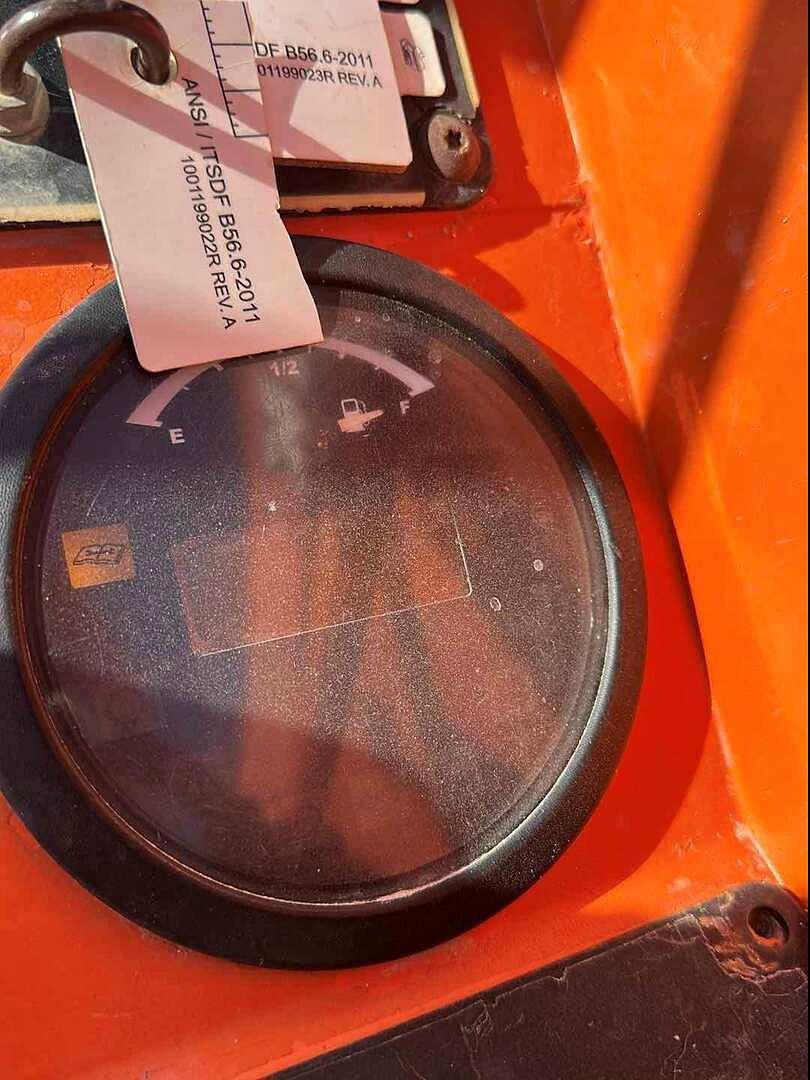 DF B56.6-2011
01199023R REV. A
ANSI / ITSDF B56.6-2011
1001199022R REV. A
1/2
E
F